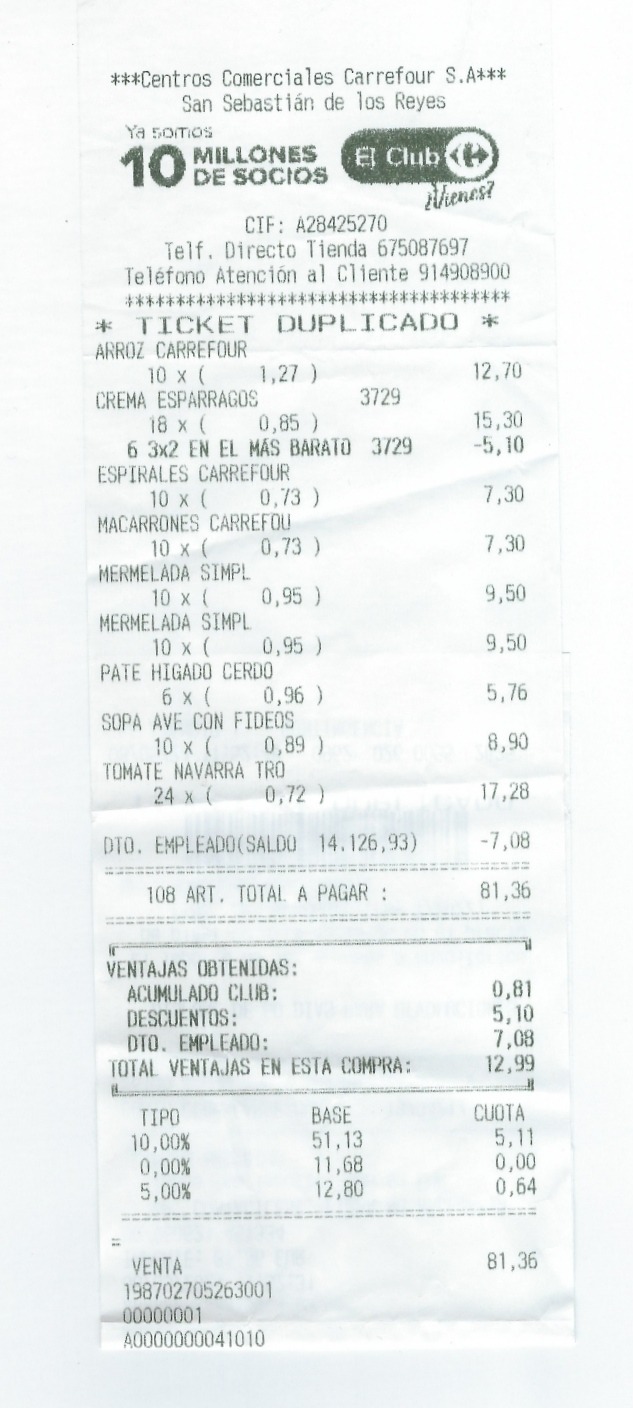 ***Centros Comerciales Carrefour S.A***
San Sebastián de los Reyes
Ya somos
10 MILLONES DE SOCIOS
El Club
¿Vienes?
CIF: A28425270
Telf. Directo Tienda 675087697
Teléfono Atención al Cliente 914908900
**************************************
* TICKET DUPLICADO *
ARROZ CARREFOUR
10 x ( 1,27 ) 12,70
CREMA ESPARRAGOS 3729
18 x ( 0,85 ) 15,30
6 3x2 EN EL MÁS BARATO 3729 -5,10
ESPIRALES CARREFOUR
10 x ( 0,73 ) 7,30
MACARRONES CARREFOU
10 x ( 0,73 ) 7,30
MERMELADA SIMPL
10 x ( 0,95 ) 9,50
MERMELADA SIMPL
10 x ( 0,95 ) 9,50
PATE HIGADO CERDO
6 x ( 0,96 ) 5,76
SOPA AVE CON FIDEOS
10 x ( 0,89 ) 8,90
TOMATE NAVARRA TRO
24 x ( 0,72 ) 17,28
DTO. EMPLEADO(SALDO 14.126,93) -7,08
108 ART. TOTAL A PAGAR : 81,36
VENTAJAS OBTENIDAS:
ACUMULADO CLUB: 0,81
DESCUENTOS: 5,10
DTO. EMPLEADO: 7,08
TOTAL VENTAJAS EN ESTA COMPRA: 12,99
TIPO BASE CUOTA
10,00% 51,13 5,11
0,00% 11,68 0,00
5,00% 12,80 0,64
=
VENTA 81,36
198702705263001
00000001
A0000000041010